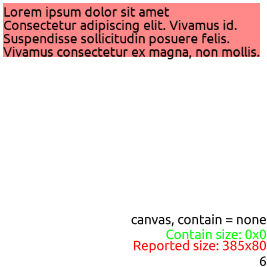 Lorem ipsum dolor sit amet
Consectetur adipiscing elit. Vivamus id.
Suspendisse sollicitudin posuere felis.
Vivamus consectetur ex magna, non mollis.
canvas, contain = none
Contain size: 0x0
Reported size: 385x80
6